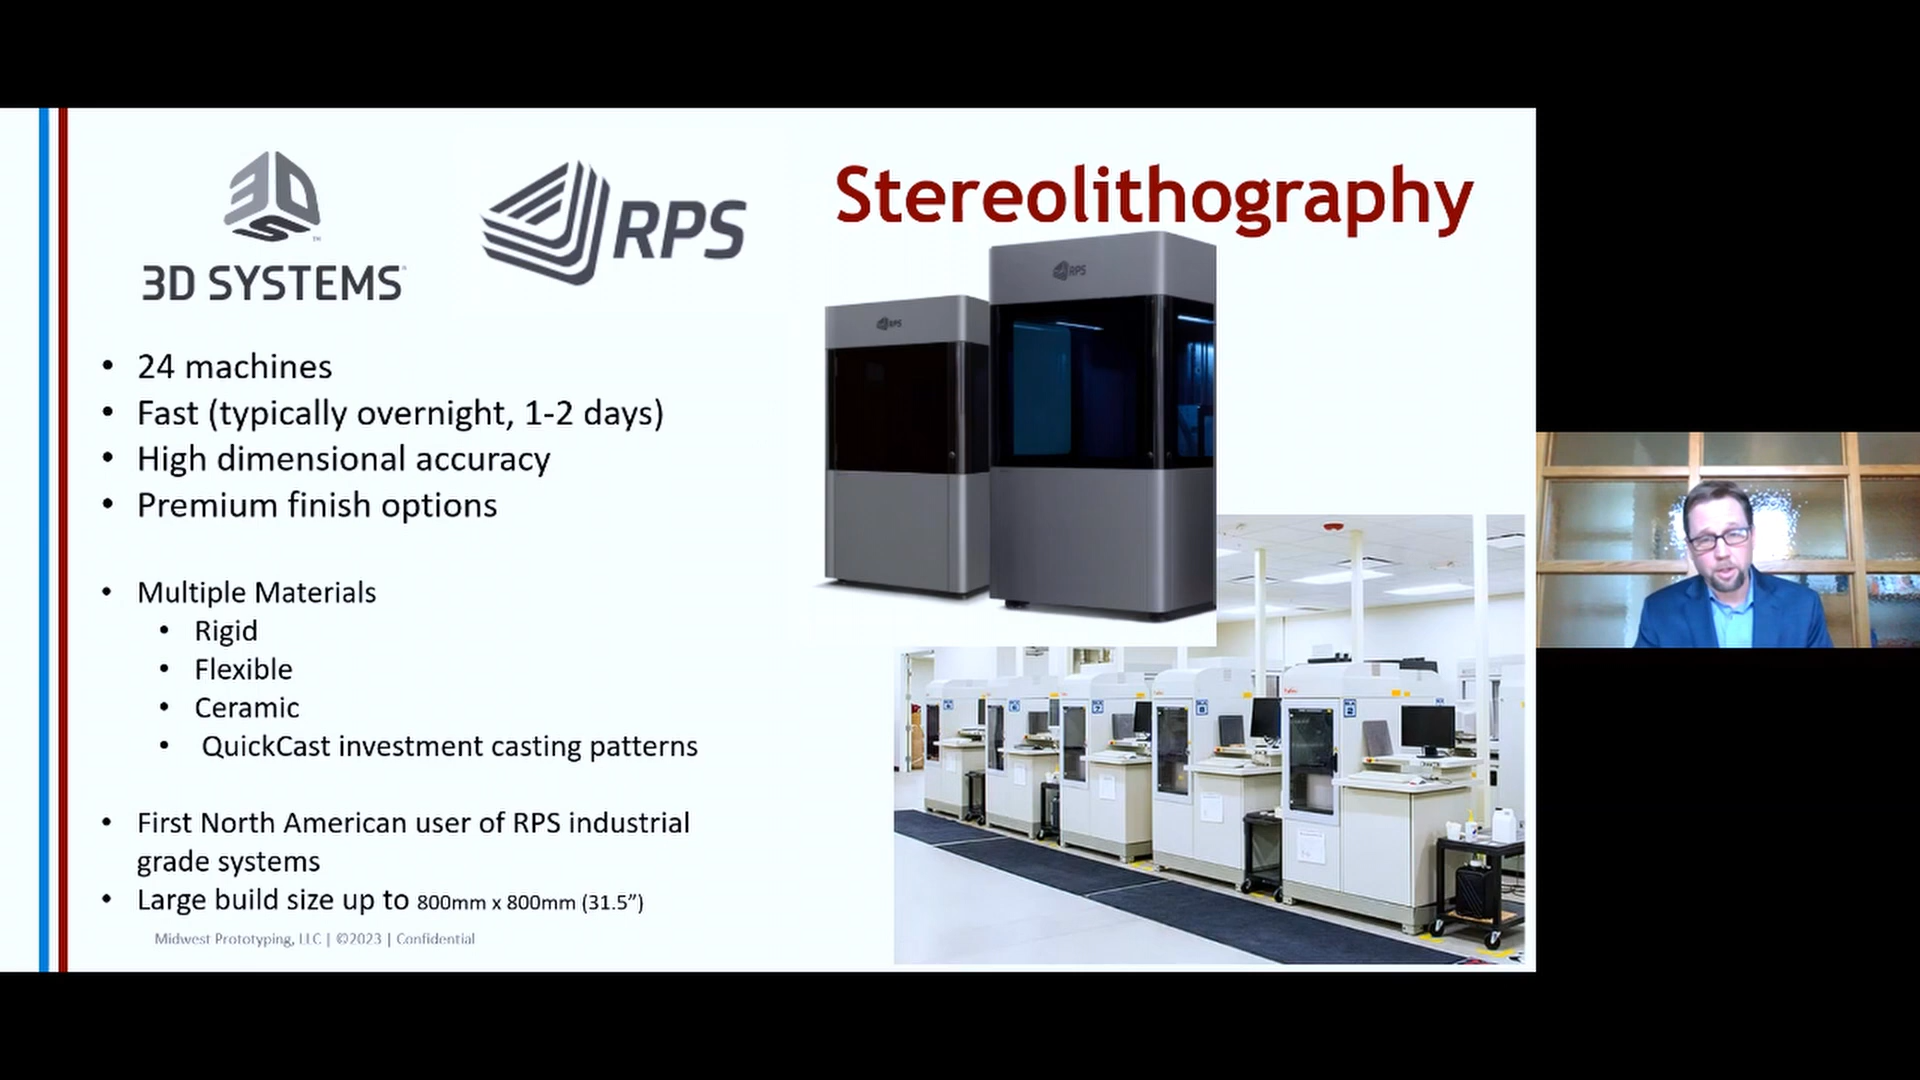 3D SYSTEMS
RPS
Stereolithography
RPS
RPS
• 24 machines
• Fast (typically overnight, 1-2 days)
• High dimensional accuracy
• Premium finish options
• Multiple Materials
• Rigid
• Flexible
• Ceramic
• QuickCast investment casting patterns
• First North American user of RPS industrial
grade systems
• Large build size up to 800mm x 800mm (31.5”)
Midwest Prototyping, LLC | ©2023 | Confidential